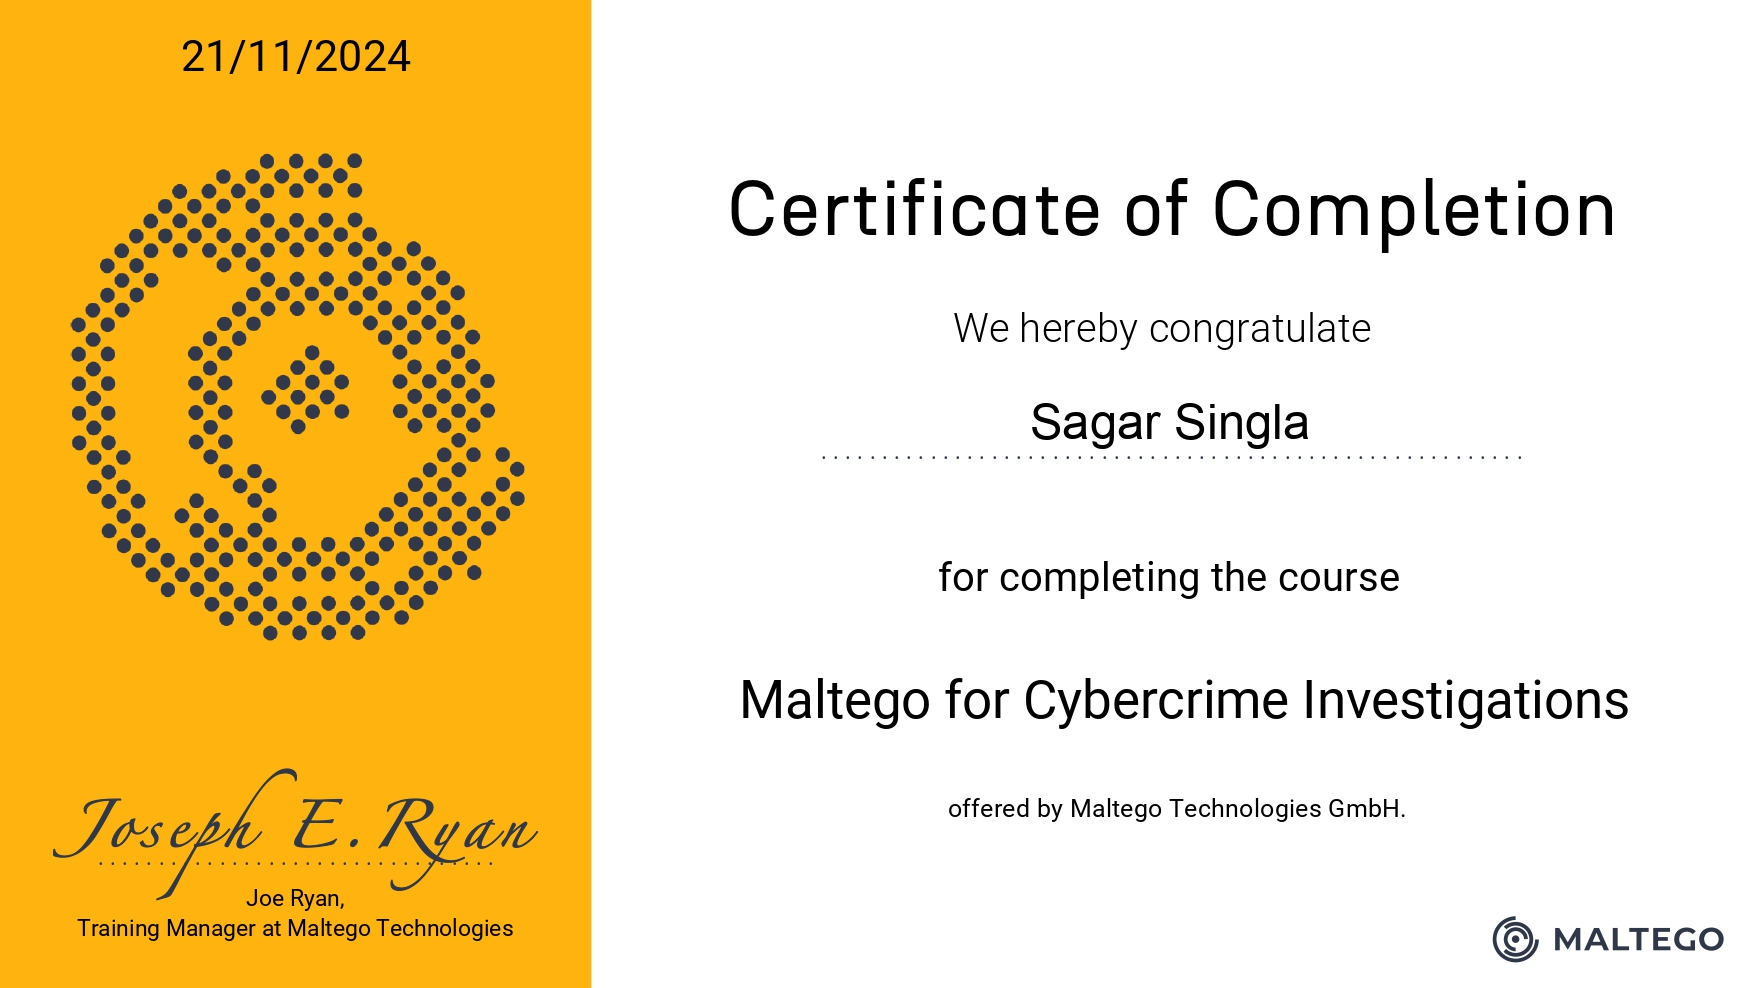 21/11/2024
Joseph E. Ryan
Joe Ryan,
Training Manager at Maltego Technologies
Certificate of Completion
We hereby congratulate
Sagar Singla
for completing the course
Maltego for Cybercrime Investigations
offered by Maltego Technologies GmbH.
MALTEGO